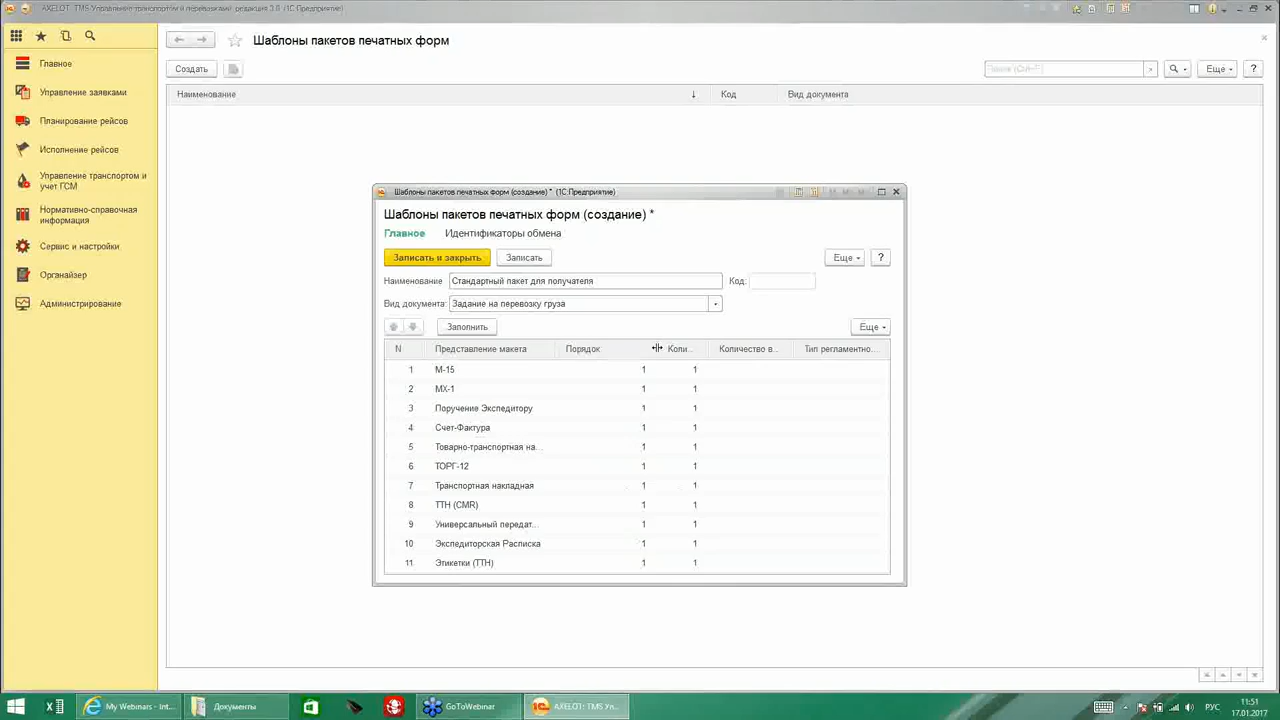 AXELOT: TMS Управление транспортом и перевозками, редакция 3.0 (1С:Предприятие)
Главное
Управление заявками
Планирование рейсов
Исполнение рейсов
Управление транспортом и
учет ГСМ
Нормативно-справочная
информация
Сервис и настройки
Органайзер
Администрирование
Шаблоны пакетов печатных форм
Создать
Поиск (Ctrl+F)
Еще
?
Наименование
Код
Вид документа
Шаблоны пакетов печатных форм (создание) * (1С:Предприятие)
Шаблоны пакетов печатных форм (создание) *
Главное Идентификаторы обмена
Записать и закрыть Записать Еще ?
Наименование Стандартный пакет для получателя Код:
Вид документа: Задание на перевозку груза
Заполнить Еще
N Представление макета Порядок Коли... Количество в... Тип регламентно...
1 М-15 1 1
2 МХ-1 1 1
3 Поручение Экспедитору 1 1
4 Счет-Фактура 1 1
5 Товарно-транспортная на... 1 1
6 ТОРГ-12 1 1
7 Транспортная накладная 1 1
8 ТТН (CMR) 1 1
9 Универсальный передат... 1 1
10 Экспедиторская Расписка 1 1
11 Этикетки (ТТН) 1 1
My Webinars - Int...
Документы
GoToWebinar
AXELOT: TMS Уп...
РУС
11:51
17.01.2017